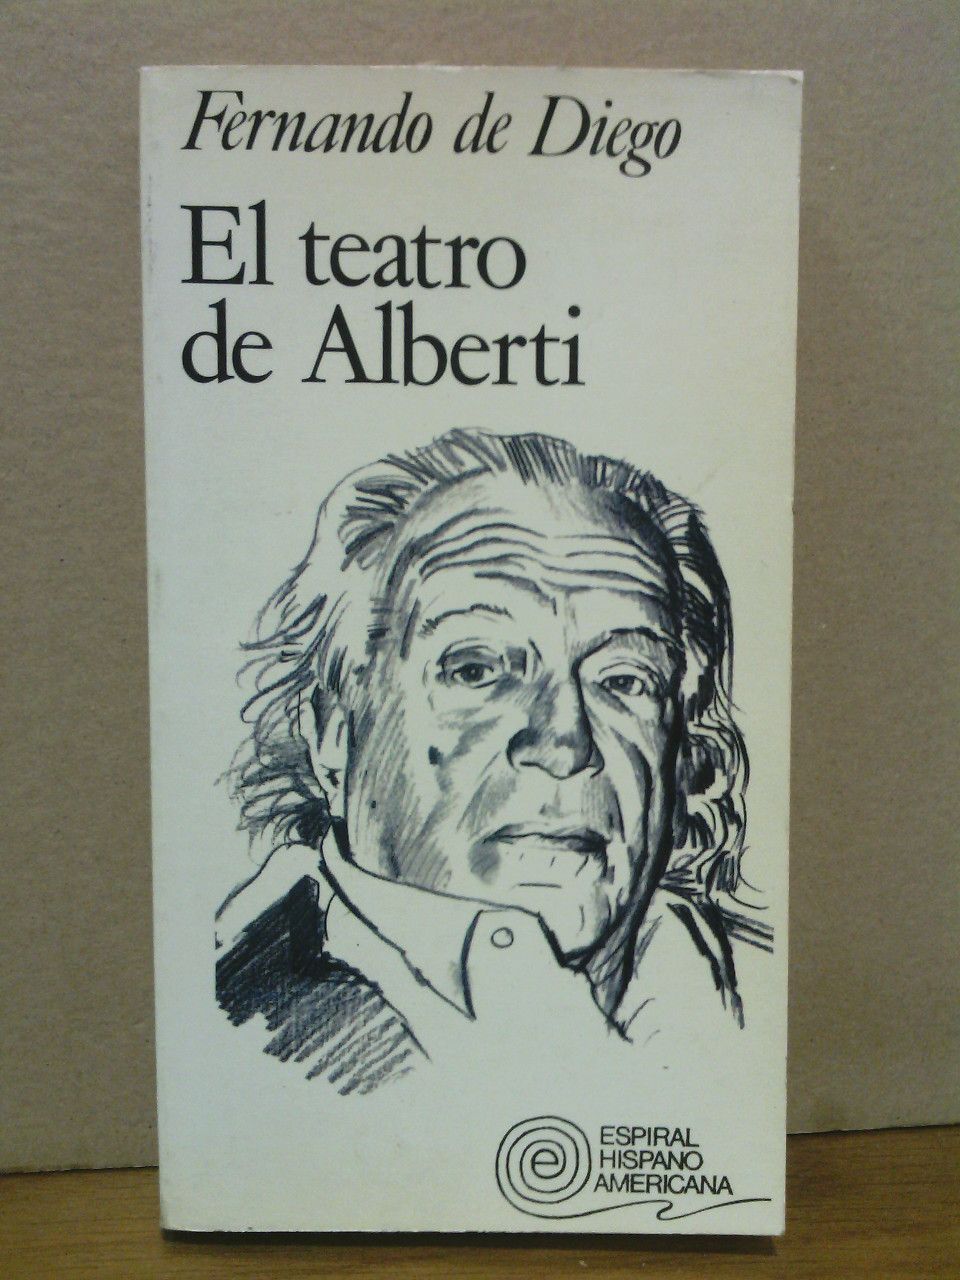 Fernando de Diego
El teatro
de Alberti
e
ESPIRAL
HISPANO
AMERICANA